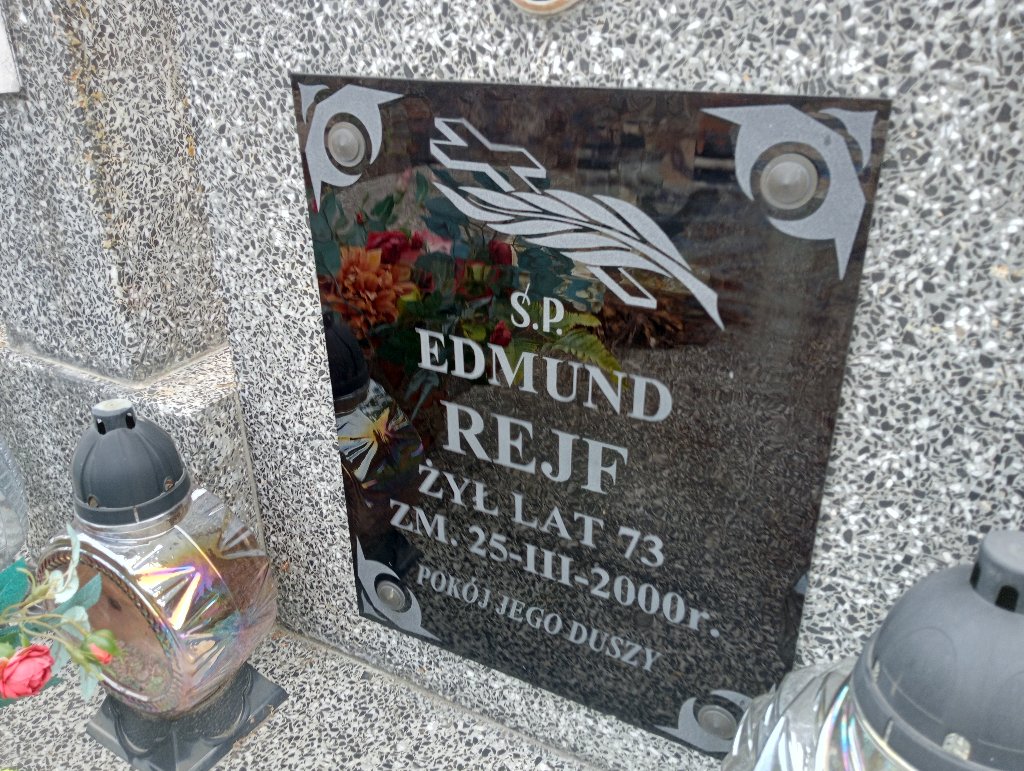 Ś.P.
EDMUND
REJF
ŻYŁ LAT 73
ZM. 25-III-2000r.
POKÓJ JEGO DUSZY